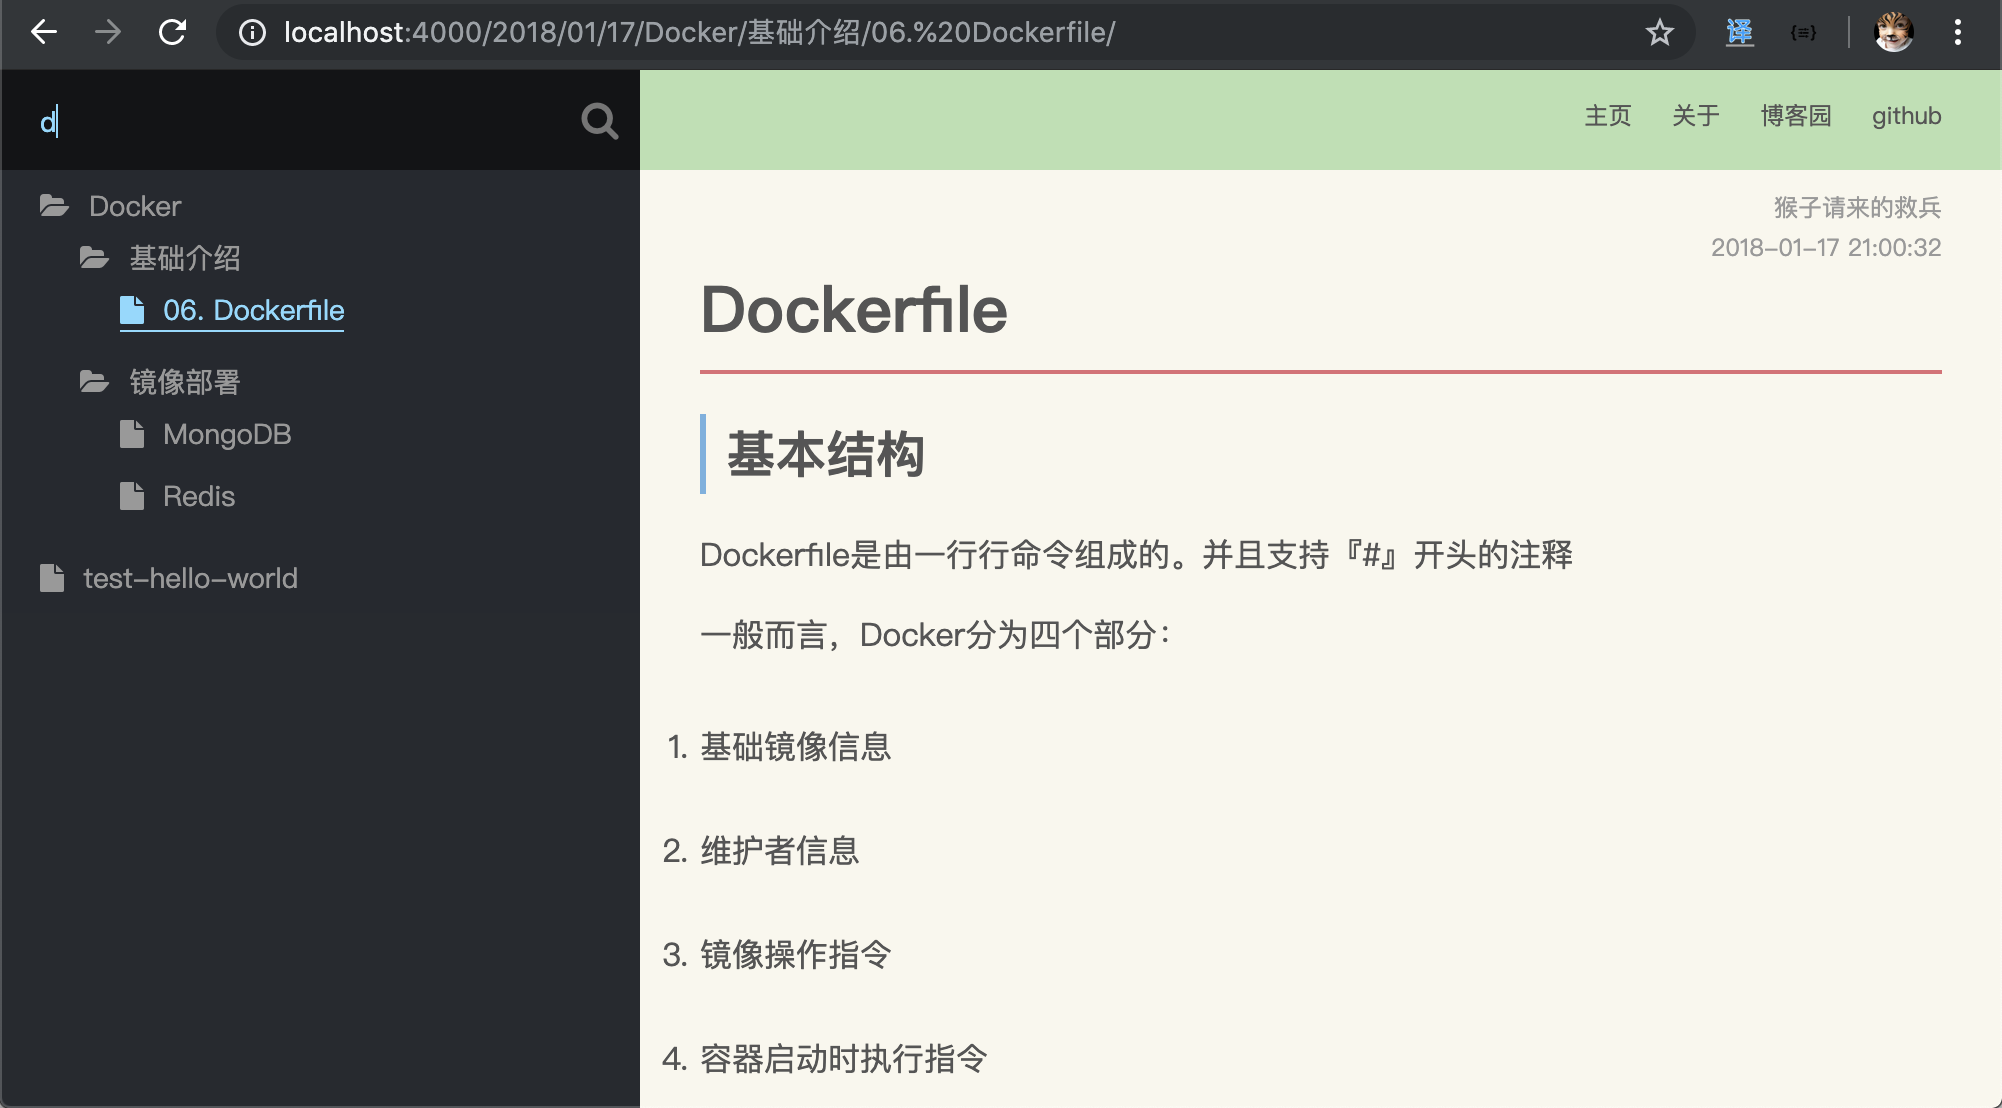 localhost:4000/2018/01/17/Docker/基础介绍/06.%20Dockerfile/
译
{≡}
d
主页 关于 博客园 github
Docker
基础介绍
06. Dockerfile
镜像部署
MongoDB
Redis
test-hello-world
猴子请来的救兵
2018-01-17 21:00:32
Dockerfile
基本结构
Dockerfile是由一行行命令组成的。并且支持『#』开头的注释
一般而言，Docker分为四个部分：
1. 基础镜像信息
2. 维护者信息
3. 镜像操作指令
4. 容器启动时执行指令